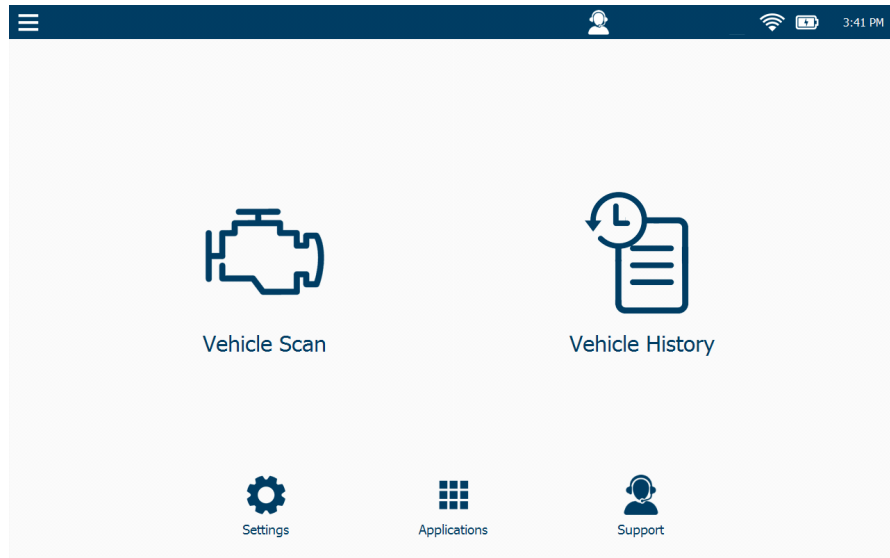 3:41 PM
Vehicle Scan
Vehicle History
Settings
Applications
Support